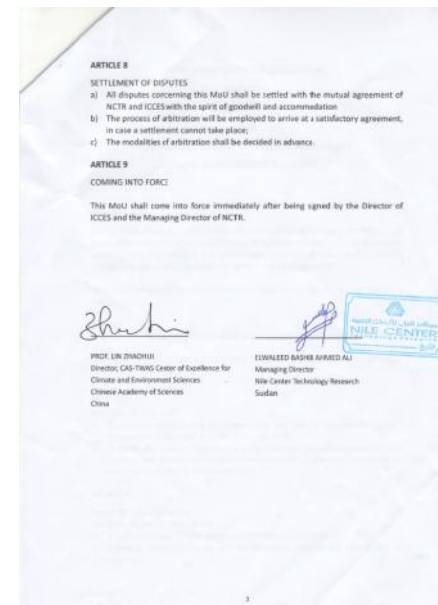 ARTICLE 8
SETTLEMENT OF DISPUTES
a) All disputes concerning this MoU shall be settled with the mutual agreement of
NCTR and ICCES with the spirit of goodwill and accommodation
b) The process of arbitration will be employed to arrive at a satisfactory agreement,
in case a settlement cannot take place;
c) The modalities of arbitration shall be decided in advance.
ARTICLE 9
COMING INTO FORCE
This MoU shall come into force immediately after being signed by the Director of
ICCES and the Managing Director of NCTR.
NILE CENTER
PROF. LIN ZHAOHUI
Director, CAS-TWAS Center of Excellence for
Climate and Environment Sciences
Chinese Academy of Sciences
China
ELWALEED BASHIR AHMED ALI
Managing Director
Nile Center Technology Research
Sudan
3